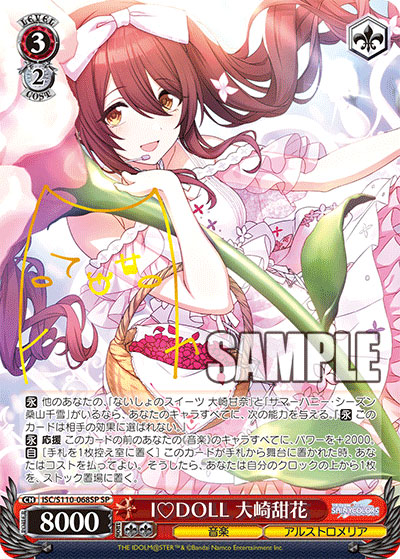 LEVEL
3
2
COST
SAMPLE
永 他のあなたの、「ないしょのスイーツ 大崎甘奈」と「サマー・ハニー・シーズン
桑山千雪」がいるなら、あなたのキャラすべてに、次の能力を与える。『永 この
カードは相手の効果に選ばれない。』
永 応援 このカードの前のあなたの《音楽》のキャラすべてに、パワーを+2000。
自 [手札を1枚控え室に置く] このカードが手札から舞台に置かれた時、あな
たはコストを払ってよい。そうしたら、あなたは自分のクロックの上から1枚
を、ストック置場に置く。
CH ISC/S110-068SP SP
POWER 8000
I♡DOLL 大崎甜花
SHINYCOLORS
音楽
アルストロメリア
THE IDOLM@STER™ & ©Bandai Namco Entertainment Inc.